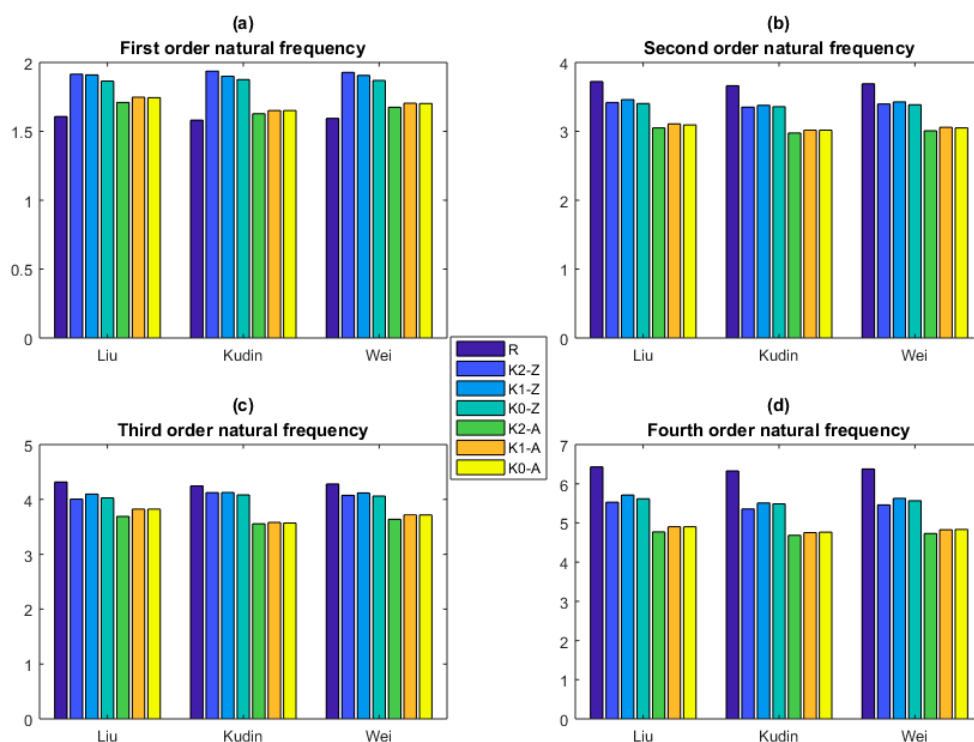 (a)
First order natural frequency
2
1.5
1
0.5
0
Liu Kudin Wei
(b)
Second order natural frequency
4
3
2
1
0
Liu Kudin Wei
R
K2-Z
K1-Z
K0-Z
K2-A
K1-A
K0-A
(c)
Third order natural frequency
5
4
3
2
1
0
Liu Kudin Wei
(d)
Fourth order natural frequency
7
6
5
4
3
2
1
0
Liu Kudin Wei